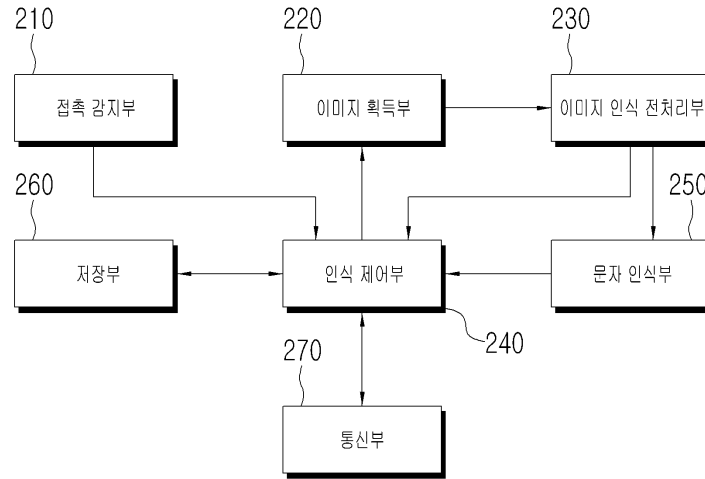 210
220
230
접촉 감지부
이미지 획득부
이미지 인식 전처리부
260
250
저장부
인식 제어부
문자 인식부
240
270
통신부